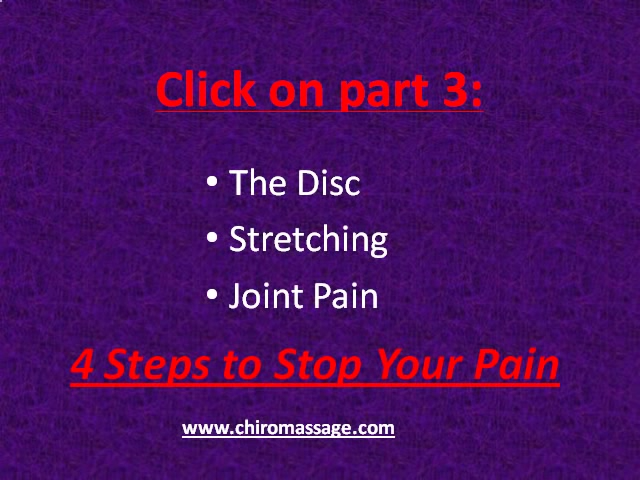 Click on part 3:
• The Disc
• Stretching
• Joint Pain
4 Steps to Stop Your Pain
www.chiromassage.com